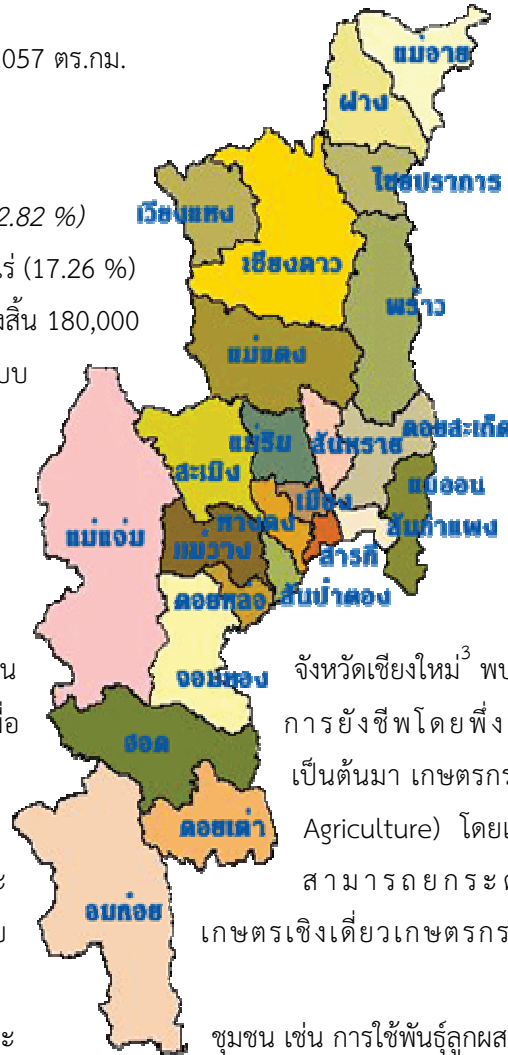 057 ตร.กม.
แม่อาย
ฝาง
ไชยปราการ
เวียงแหง
2.82 %)
เชียงดาว
ไร่ (17.26 %)
พร้าว
งสิ้น 180,000
แม่แตง
บบ
ดอยสะเก็ด
แม่ริม
สันทราย
สะเมิง
แม่ออน
เมือง
หางดง
สันกำแพง
แม่แจ่ม
แม่วาง
สารภี
ดอยหลอ
สันป่าตอง
น
จอมทอง
จังหวัดเชียงใหม่³ พบ
การยังชีพโดยพึ่ง
ฮอด
เป็นต้นมา เกษตรกร
ดอยเต่า
Agriculture) โดยเ
ะ
สามารถยกระด
อมก๋อย
เกษตรเชิงเดี่ยวเกษตรกร
ะ
ชุมชน เช่น การใช้พันธุ์ลูกผส